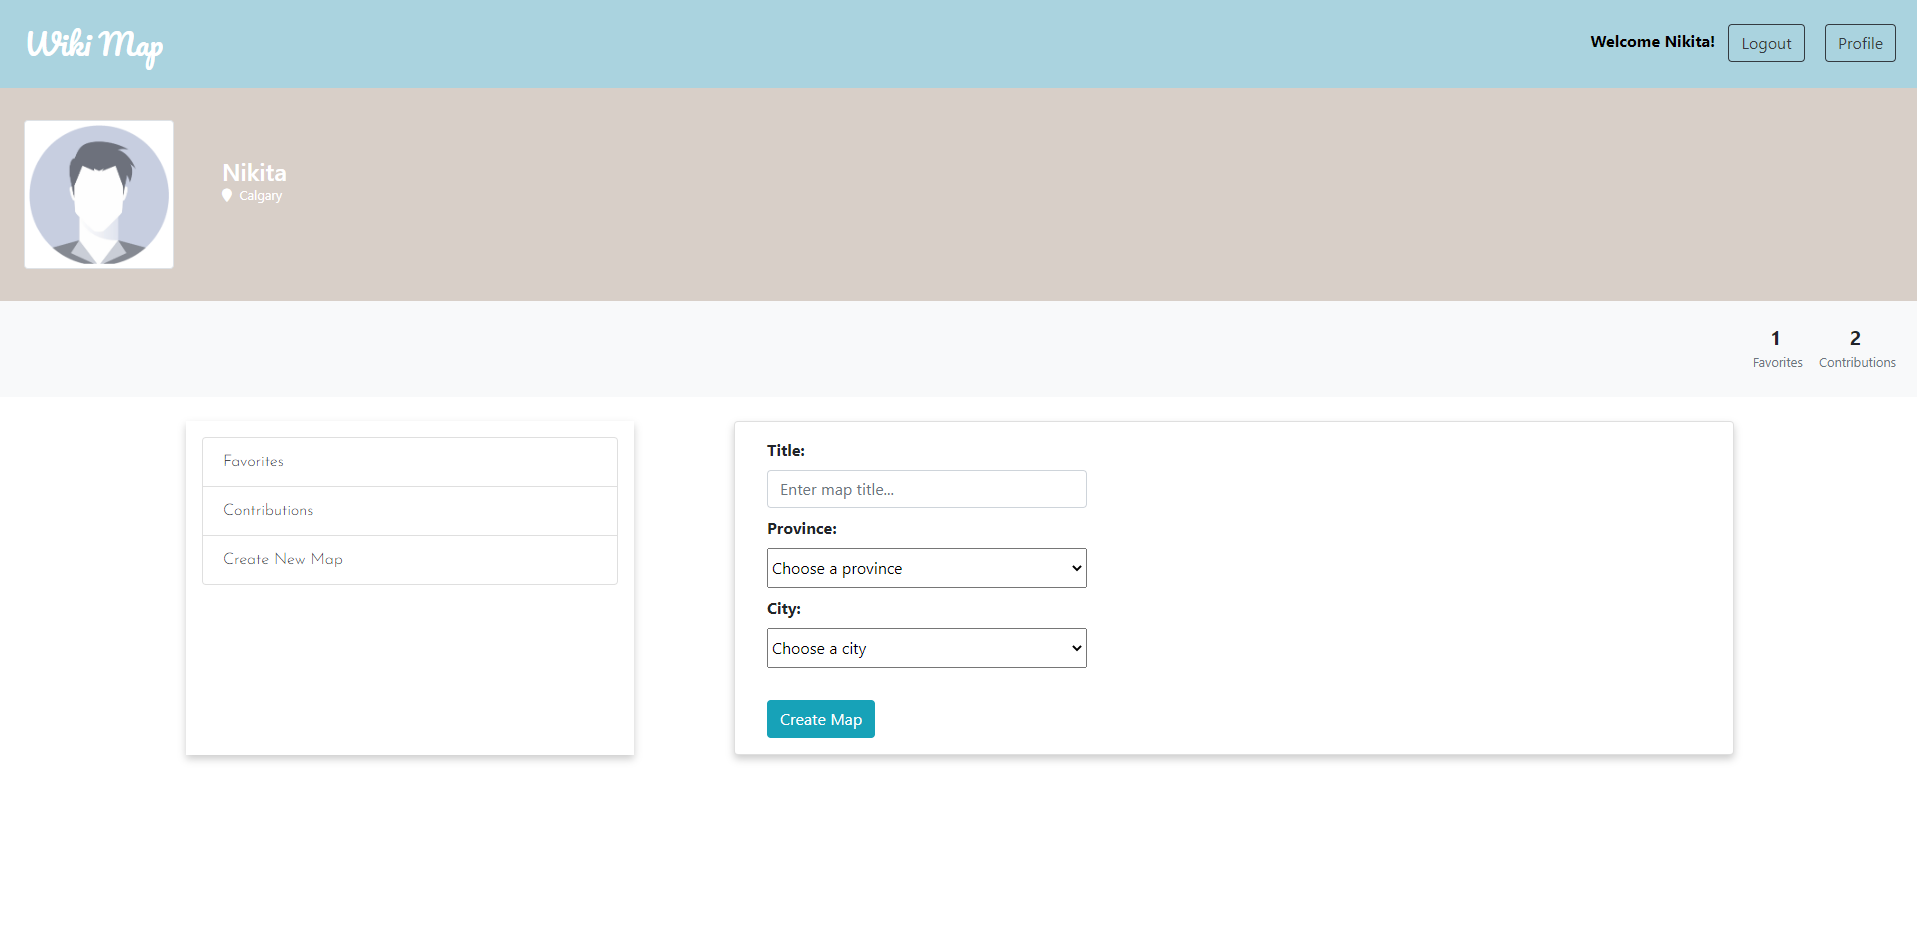 Wiki Map
Welcome Nikita!
Logout
Profile
Nikita
Calgary
1
Favorites
2
Contributions
Favorites
Contributions
Create New Map
Title:
Enter map title...
Province:
Choose a province
City:
Choose a city
Create Map